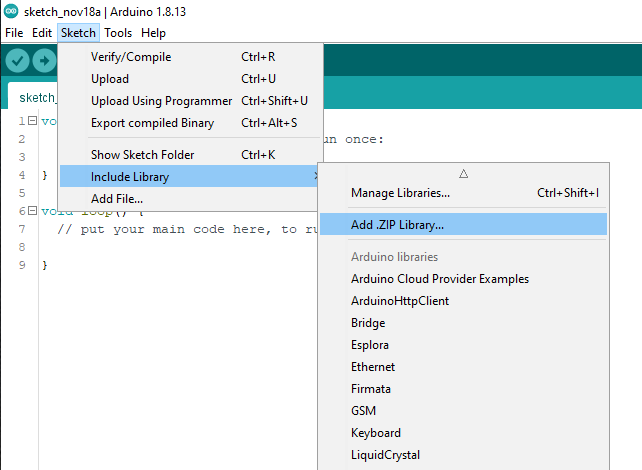 sketch_nov18a | Arduino 1.8.13
File Edit Sketch Tools Help
Verify/Compile Ctrl+R
Upload Ctrl+U
Upload Using Programmer Ctrl+Shift+U
Export compiled Binary Ctrl+Alt+S
Show Sketch Folder Ctrl+K
Include Library
Add File...
Manage Libraries... Ctrl+Shift+I
Add .ZIP Library...
Arduino libraries
Arduino Cloud Provider Examples
ArduinoHttpClient
Bridge
Esplora
Ethernet
Firmata
GSM
Keyboard
LiquidCrystal
sketch_
1 vo
2 un once:
3
4 }
5
6 void loop() {
7 // put your main code here, to ru
8
9 }